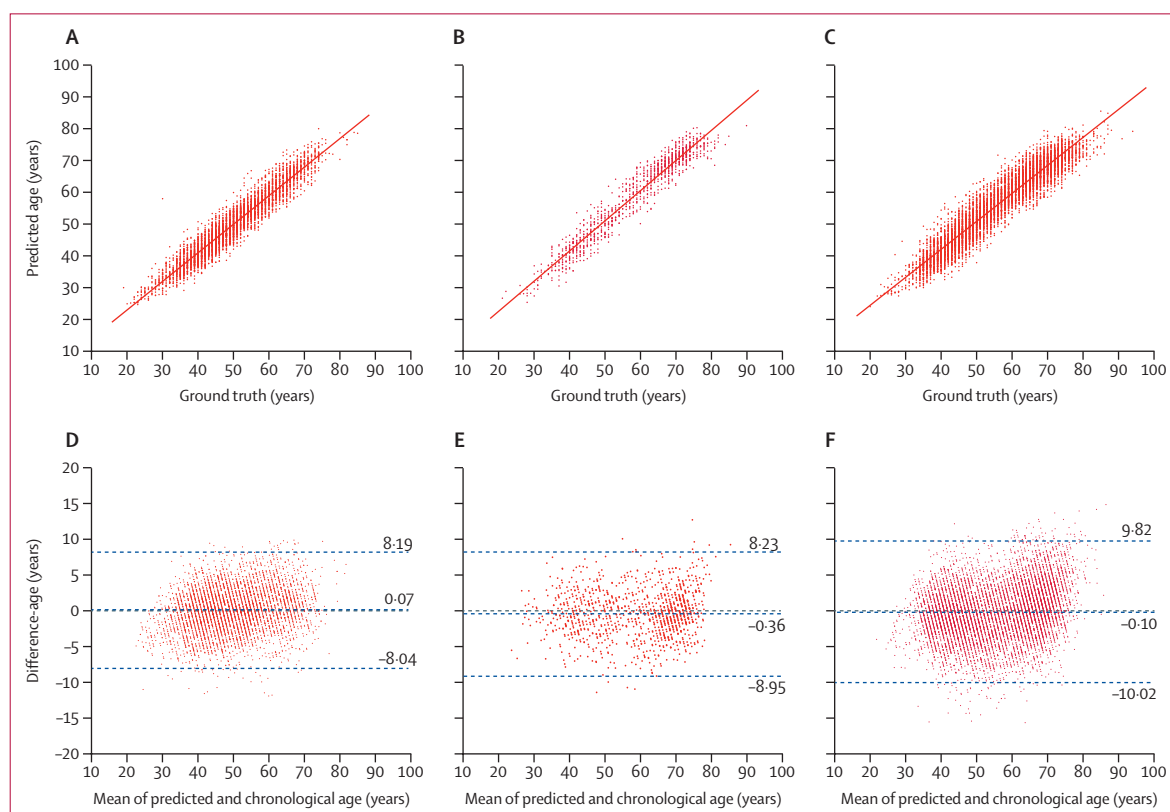 A
B
C
100
90
80
70
60
50
40
30
20
10
Predicted age (years)
10 20 30 40 50 60 70 80 90 100
10 20 30 40 50 60 70 80 90 100
10 20 30 40 50 60 70 80 90 100
Ground truth (years)
Ground truth (years)
Ground truth (years)
D
E
F
20
15
10
5
0
−5
−10
−15
−20
Difference-age (years)
8·19
0·07
−8·04
8·23
−0·36
−8·95
9·82
−0·10
−10·02
10 20 30 40 50 60 70 80 90 100
10 20 30 40 50 60 70 80 90 100
10 20 30 40 50 60 70 80 90 100
Mean of predicted and chronological age (years)
Mean of predicted and chronological age (years)
Mean of predicted and chronological age (years)